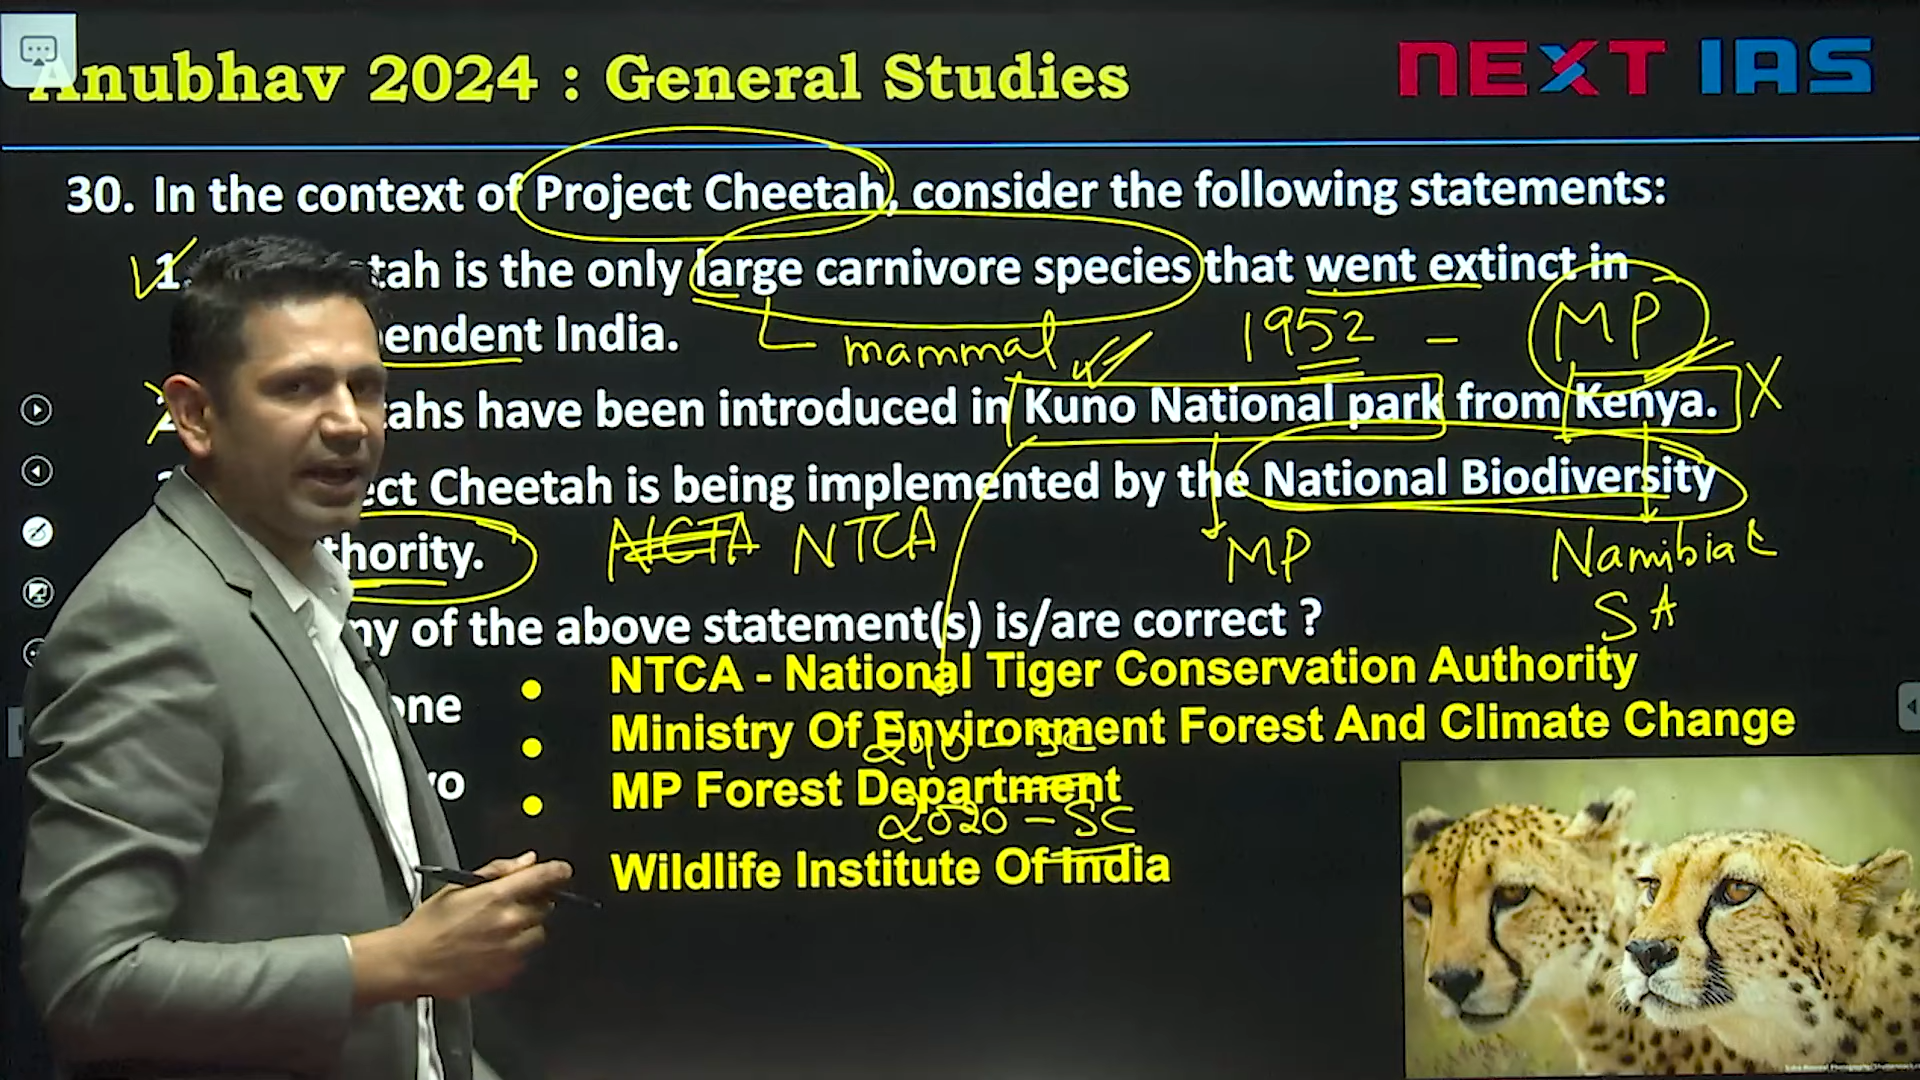 Anubhav 2024 : General Studies
NEXT IAS
30. In the context of Project Cheetah, consider the following statements:
1. tah is the only large carnivore species that went extinct in
pendent India.
mammal
1952 - MP
tahs have been introduced in Kuno National park from Kenya. X
ect Cheetah is being implemented by the National Biodiversity
thority. NTCA
MP
Namibia &
SA
ny of the above statement(s) is/are correct ?
NTCA - National Tiger Conservation Authority
one
• Ministry Of Environment Forest And Climate Change
• MP Forest Department
2020 - SC
• Wildlife Institute Of India